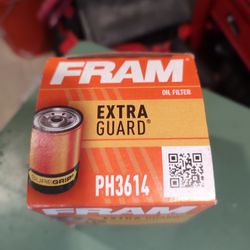 FRAM
OIL FILTER
EXTRA
GUARD®
SUREGRIP
PH3614
FRAM